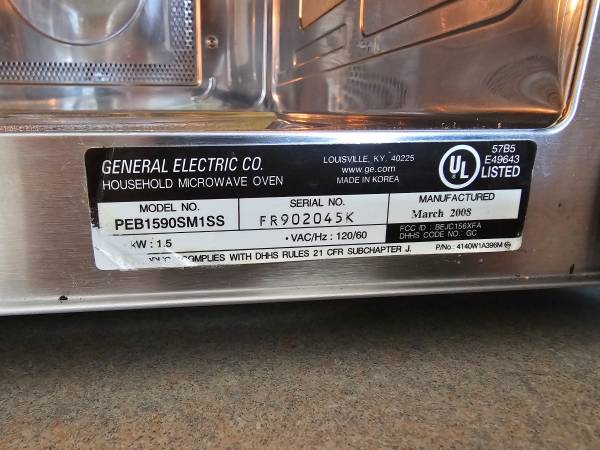 GENERAL ELECTRIC CO.
HOUSEHOLD MICROWAVE OVEN
LOUISVILLE, KY. 40225
www.ge.com
MADE IN KOREA
UL
57B5
E49643
LISTED
MODEL NO.
PEB1590SM1SS
SERIAL NO.
FR902045K
MANUFACTURED
March 2008
kW : 1.5
• VAC/Hz : 120/60
FCC ID : BEJC156XFA
DHHS CODE NO.: GC
COMPLIES WITH DHHS RULES 21 CFR SUBCHAPTER J.
P/No.: 4140W1A396M